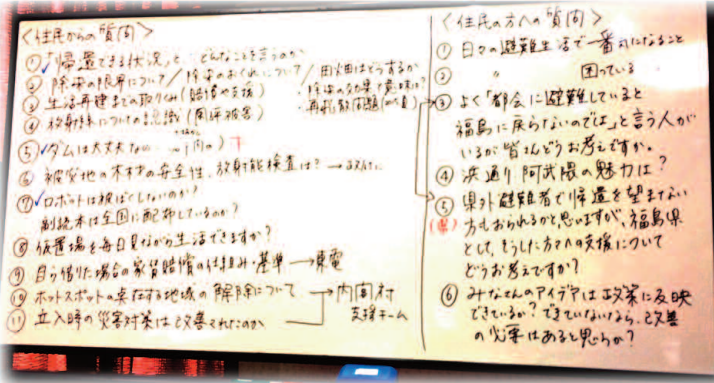 ＜住民からの質問＞
① 「帰還できる状況」と、どんなことを言うのか
② 除染の限界について／除染のおくれについて／田畑はどうするか
③ 生活再建までの取りくみ（賠償や支援）
・除染の効果や意味は？
④ 放射線についての認識（風評被害）
・再拡散問題
⑤ ダムは大丈夫
⑥ 被災地の木材の安全性、放射能検査は？→
⑦ ロボットは被ばくしないのか？
副読本は全国に配布しているのか？
⑧ 仮置場を毎日見ながら生活できますか？
⑨ 自ら借りた場合の家賃賠償の仕組み・基準→東電
⑩ ホットスポットの点在する地域の解除について
→内閣府
支援チーム
⑪ 立入時の災害対策は改善されたのか
＜住民の方への質問＞
① 日々の避難生活で一番気になること
② 〃 困っている
③ よく「都会に避難していると
福島に戻らないのでは」と言う人が
いるが皆さんどうお考えですか。
④ 浜通り阿武隈の魅力は？
⑤ 県外避難者で帰還を望まない
(県) 方もおられるかと思いますが、福島県
として、そうした方々への支援について
どうお考えですか？
⑥ みなさんのアイデアは政策に反映
できているか？できていないなら、改善
の必要はあると思うか？